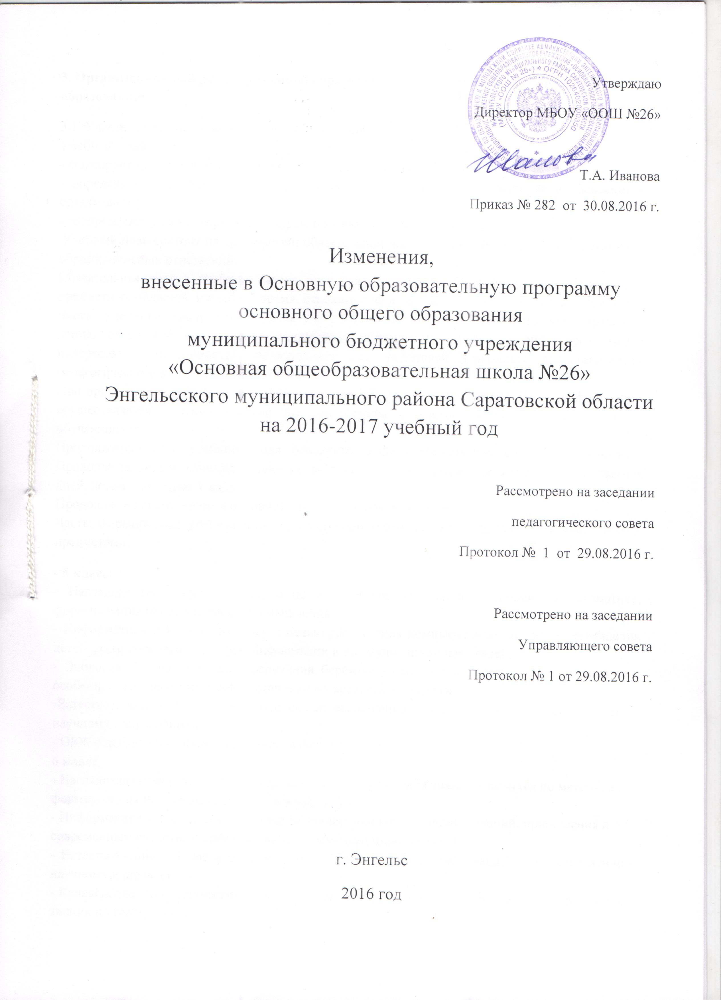 Утверждаю
Директор МБОУ «ООШ №26»
Т.А. Иванова
Приказ № 282 от 30.08.2016 г.
Изменения,
внесенные в Основную образовательную программу
основного общего образования
муниципального бюджетного учреждения
«Основная общеобразовательная школа №26»
Энгельсского муниципального района Саратовской области
на 2016-2017 учебный год
Рассмотрено на заседании
педагогического совета
Протокол № 1 от 29.08.2016 г.
Рассмотрено на заседании
Управляющего совета
Протокол № 1 от 29.08.2016 г.
г. Энгельс
2016 год